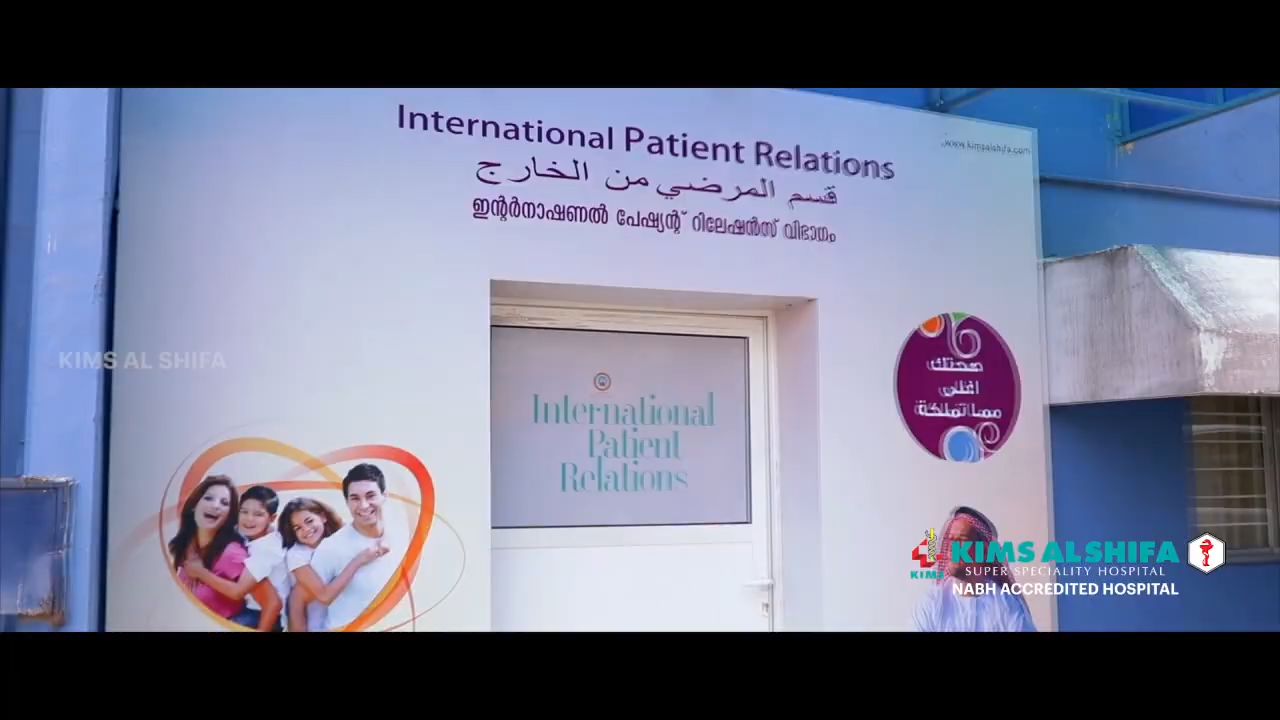 International Patient Relations
www.kimsalshifa.com
قسم المرضي من الخارج
ഇന്റർനാഷണൽ പേഷ്യന്റ് റിലേഷൻസ് വിഭാഗം
KIMS AL SHIFA
International
Patient
Relations
صحتك
اغلى
مما تملكة
KIMS
KIMS AL SHIFA
SUPER SPECIALITY HOSPITAL
NABH ACCREDITED HOSPITAL